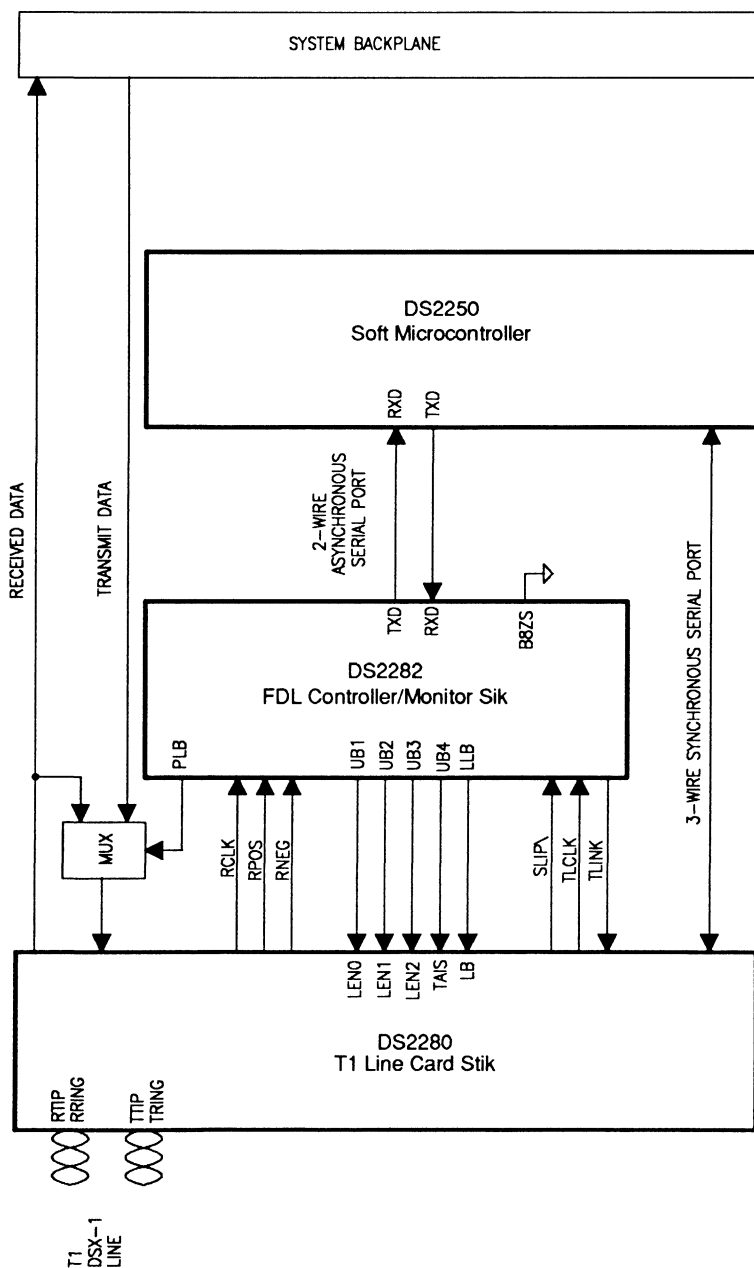 SYSTEM BACKPLANE
RECEIVED DATA
TRANSMIT DATA
DS2250
Soft Microcontroller
RXD
TXD
2-WIRE
ASYNCHRONOUS
SERIAL PORT
TXD
RXD
B8ZS
DS2282
FDL Controller/Monitor Sik
PLB
UB1
UB2
UB3
UB4
LLB
MUX
RCLK
RPOS
RNEG
SLIP\
TLCLK
TLINK
3-WIRE SYNCHRONOUS SERIAL PORT
LEN0
LEN1
LEN2
TAIS
LB
DS2280
T1 Line Card Stik
RTIP
RRING
TTIP
TRING
T1
DSX-1
LINE